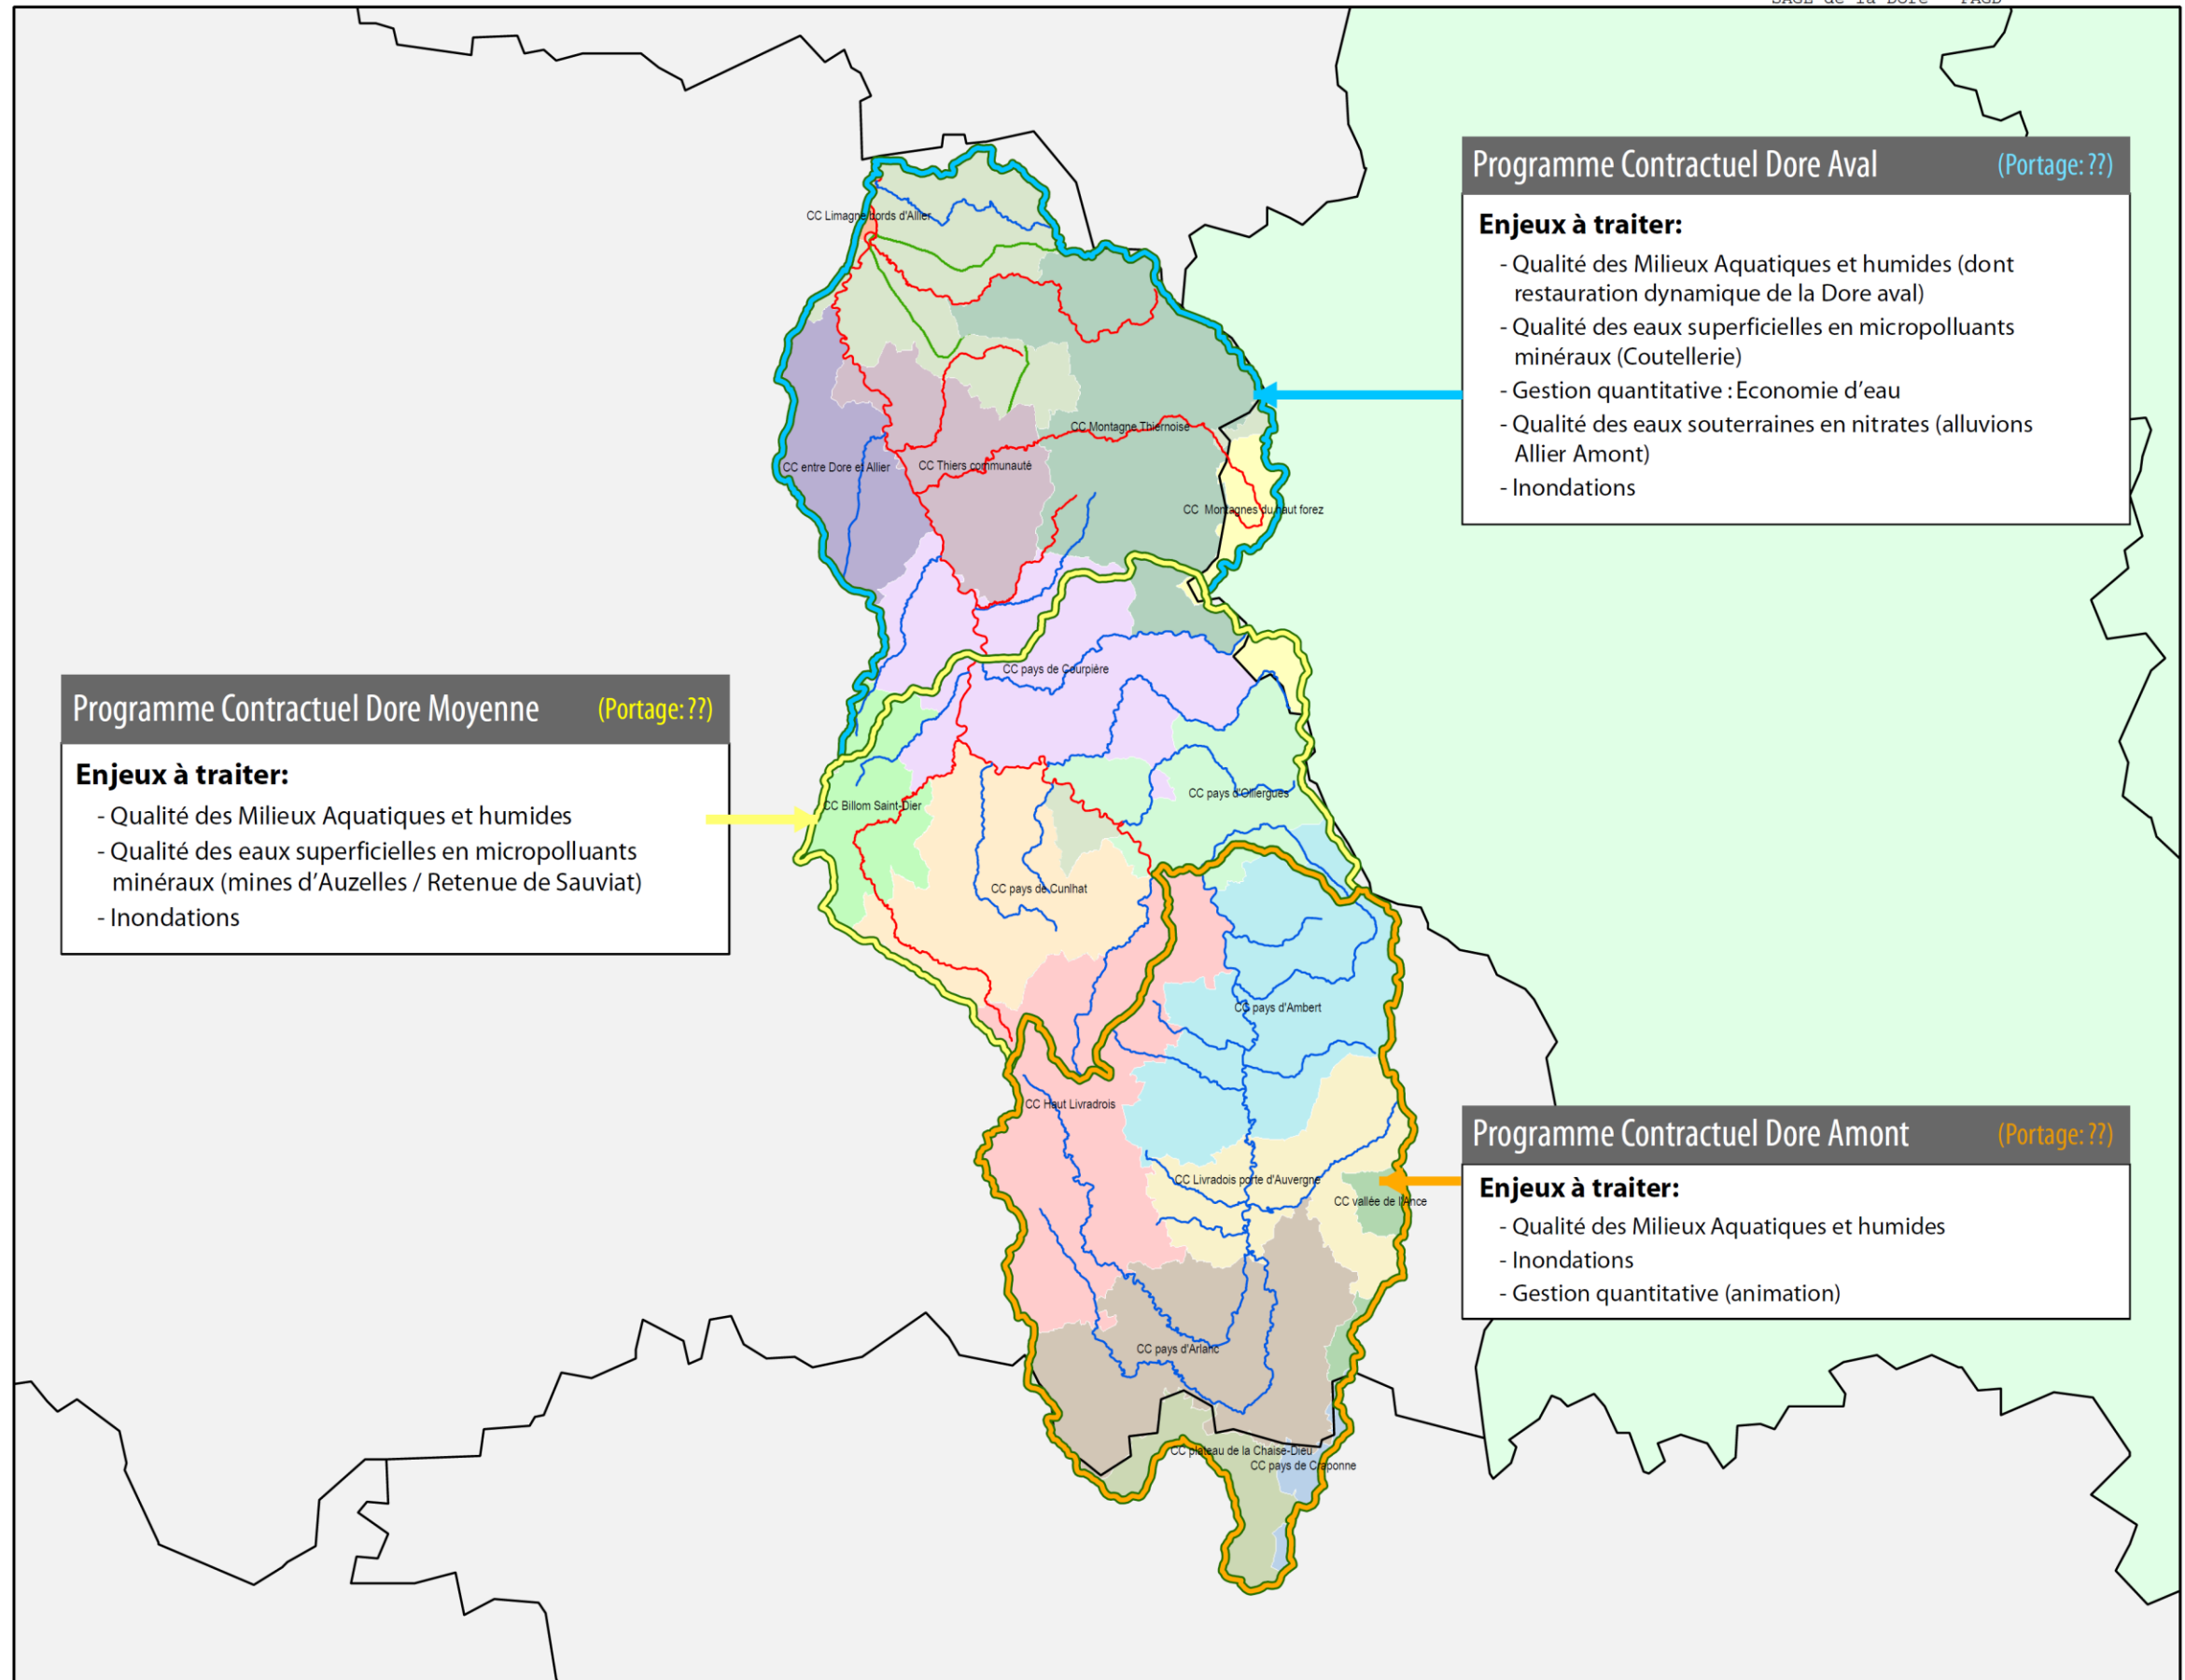 SAGE de la Dore - PAGD
Programme Contractuel Dore Aval (Portage: ??)
Enjeux à traiter:
- Qualité des Milieux Aquatiques et humides (dont
restauration dynamique de la Dore aval)
- Qualité des eaux superficielles en micropolluants
minéraux (Coutellerie)
- Gestion quantitative : Economie d'eau
- Qualité des eaux souterraines en nitrates (alluvions
Allier Amont)
- Inondations
CC Limagne bords d'Allier
CC Montagne Thiernoise
CC entre Dore et Allier
CC Thiers communauté
CC Montagnes du haut forez
CC pays de Courpière
Programme Contractuel Dore Moyenne (Portage: ??)
Enjeux à traiter:
- Qualité des Milieux Aquatiques et humides
- Qualité des eaux superficielles en micropolluants
minéraux (mines d'Auzelles / Retenue de Sauviat)
- Inondations
CC pays d'Olliergues
CC Billom Saint-Dier
CC pays de Cunlhat
CC pays d'Ambert
CC Haut Livradrois
CC Livradois porte d'Auvergne
CC vallée de l'Ance
Programme Contractuel Dore Amont (Portage: ??)
Enjeux à traiter:
- Qualité des Milieux Aquatiques et humides
- Inondations
- Gestion quantitative (animation)
CC pays d'Arlanc
CC plateau de la Chaise-Dieu
CC pays de Craponne